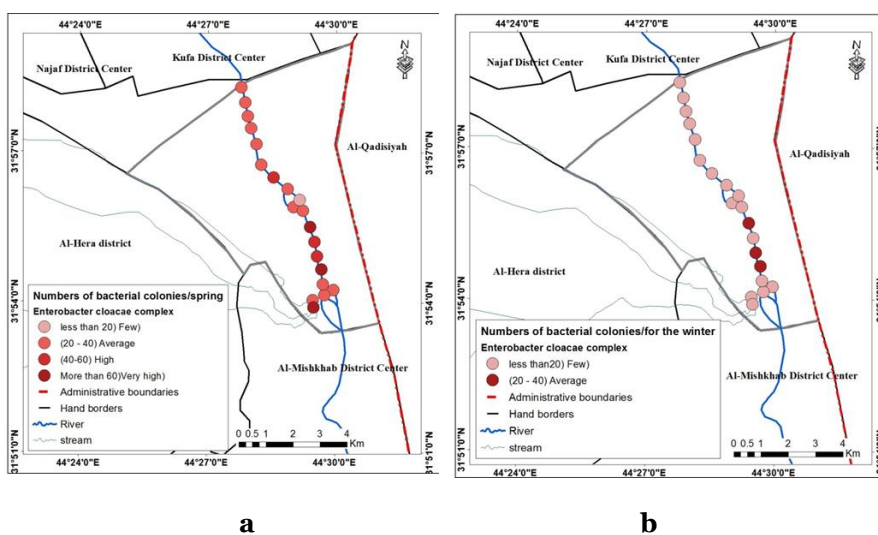 44°24'0"E 44°27'0"E 44°30'0"E
N
Kufa District Center
Najaf District Center
31°57'0"N
31°57'0"N
Al-Qadisiyah
Al-Hera district
31°54'0"N
Numbers of bacterial colonies/spring
Enterobacter cloacae complex
less than 20) Few)
(20 - 40) Average
(40-60) High
More than 60)Very high)
Administrative boundaries
Hand borders
River
stream
Al-Mishkhab District Center
0 0.5 1 2 3 4
Km
31°51'0"N
44°24'0"E 44°27'0"E 44°30'0"E
a
44°24'0"E 44°27'0"E 44°30'0"E
N
Kufa District Center
Najaf District Center
31°57'0"N
Al-Qadisiyah
Al-Hera district
31°54'0"N
Numbers of bacterial colonies/for the winter
Enterobacter cloacae complex
less than20) Few)
(20 - 40) Average
Administrative boundaries
Hand borders
River
stream
Al-Mishkhab District Center
0 0.5 1 2 3 4
Km
31°51'0"N
44°24'0"E 44°27'0"E 44°30'0"E
b